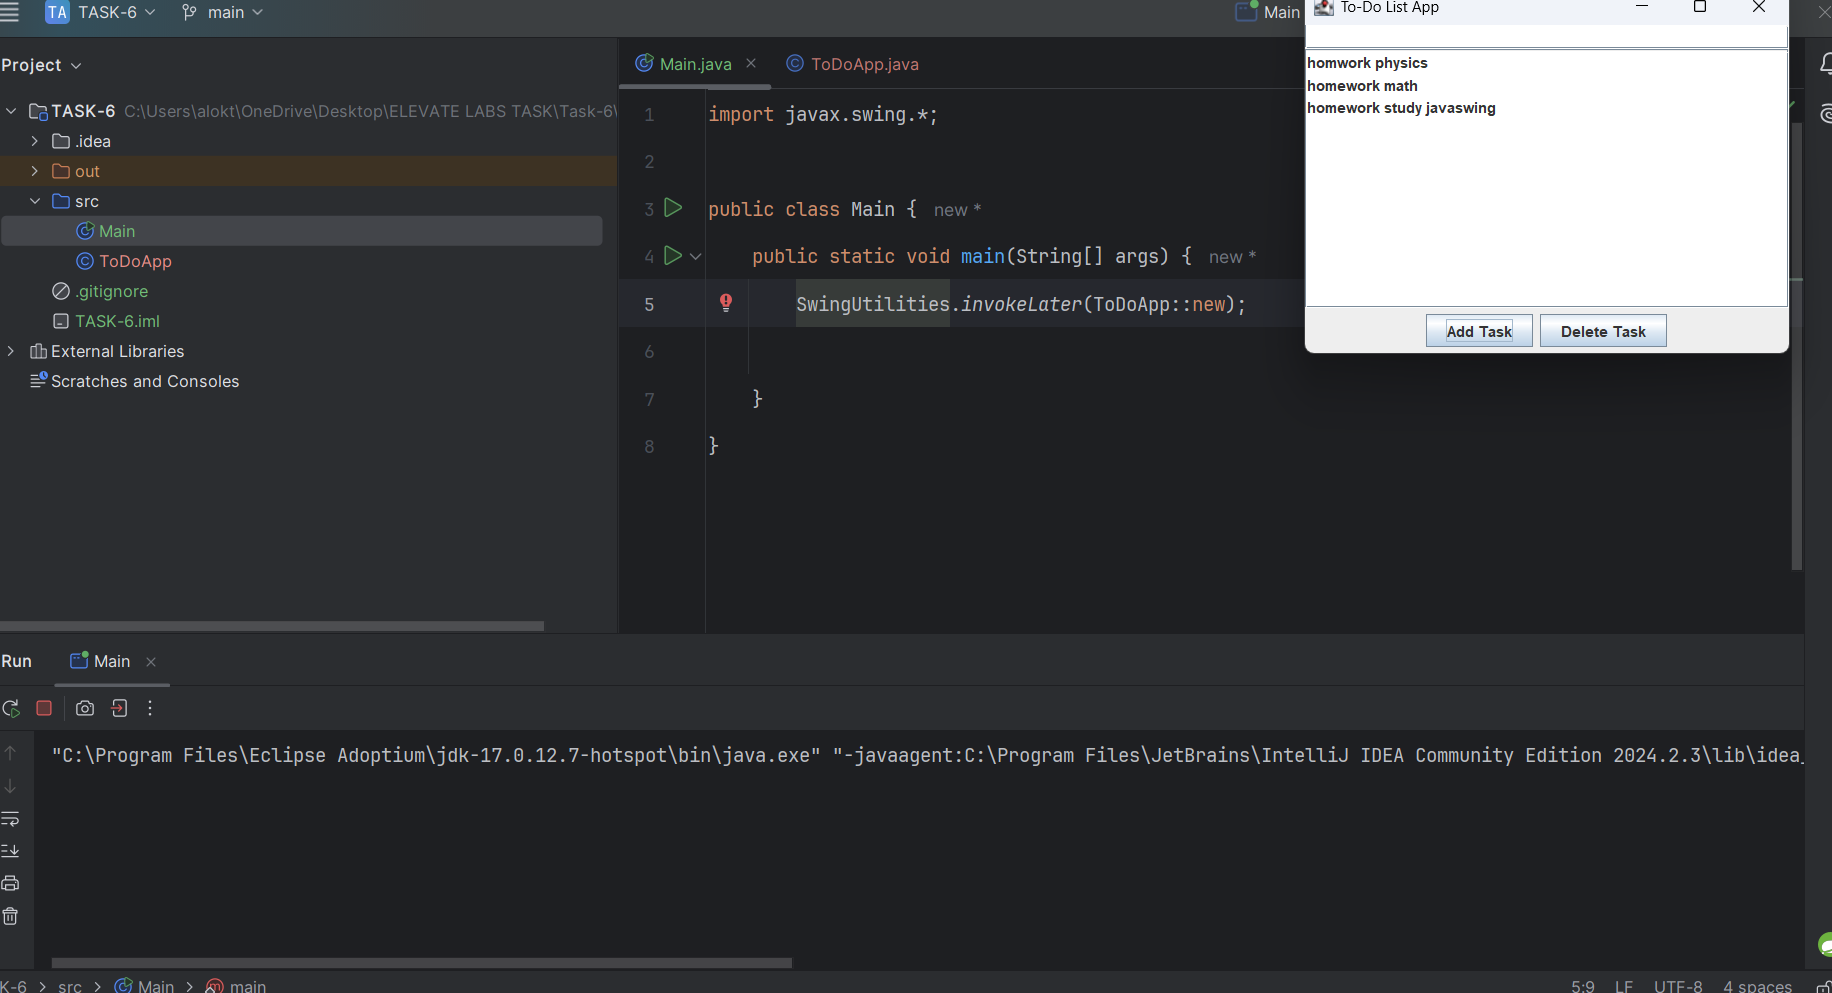 TA TASK-6 main
Main
To-Do List App
Project
Main.java
ToDoApp.java
TASK-6 C:\Users\alokt\OneDrive\Desktop\ELEVATE LABS TASK\Task-6\
.idea
out
src
Main
ToDoApp
.gitignore
TASK-6.iml
External Libraries
Scratches and Consoles
1 import javax.swing.*;
2
3 public class Main { new *
4 public static void main(String[] args) { new *
5 SwingUtilities.invokeLater(ToDoApp::new);
6
7 }
8 }
homwork physics
homework math
homework study javaswing
Add Task Delete Task
Run Main
"C:\Program Files\Eclipse Adoptium\jdk-17.0.12.7-hotspot\bin\java.exe" "-javaagent:C:\Program Files\JetBrains\IntelliJ IDEA Community Edition 2024.2.3\lib\idea_
K-6 > src > Main > main
5:9 LF UTF-8 4 spaces